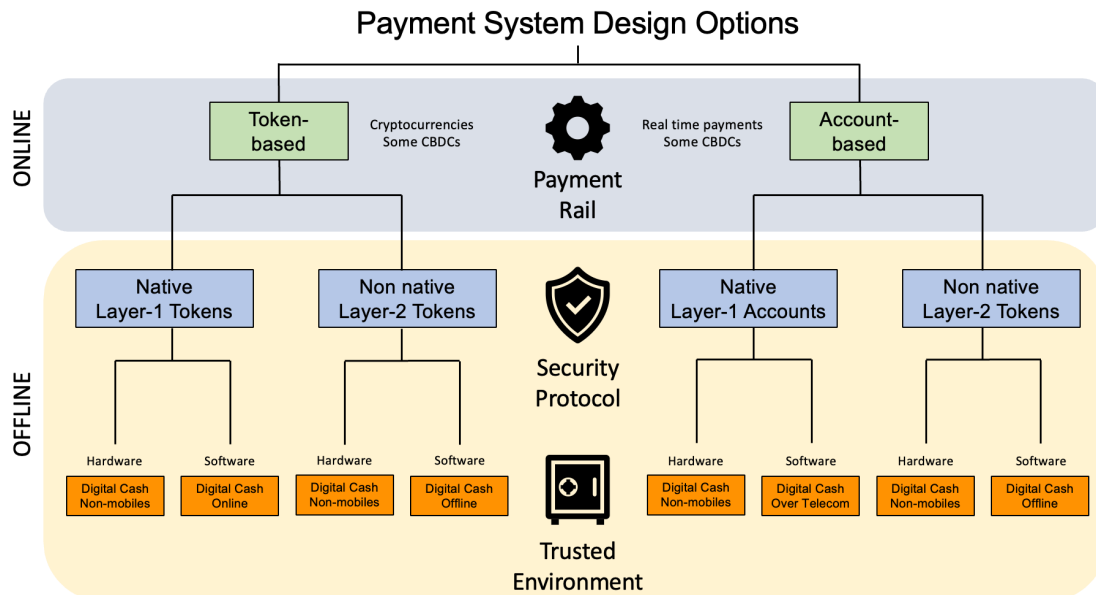 Payment System Design Options
ONLINE
Token-
based
Cryptocurrencies
Some CBDCs
Payment
Rail
Real time payments
Some CBDCs
Account-
based
OFFLINE
Native
Layer-1 Tokens
Non native
Layer-2 Tokens
Security
Protocol
Native
Layer-1 Accounts
Non native
Layer-2 Tokens
Hardware
Digital Cash
Non-mobiles
Software
Digital Cash
Online
Hardware
Digital Cash
Non-mobiles
Software
Digital Cash
Offline
Trusted
Environment
Hardware
Digital Cash
Non-mobiles
Software
Digital Cash
Over Telecom
Hardware
Digital Cash
Non-mobiles
Software
Digital Cash
Offline